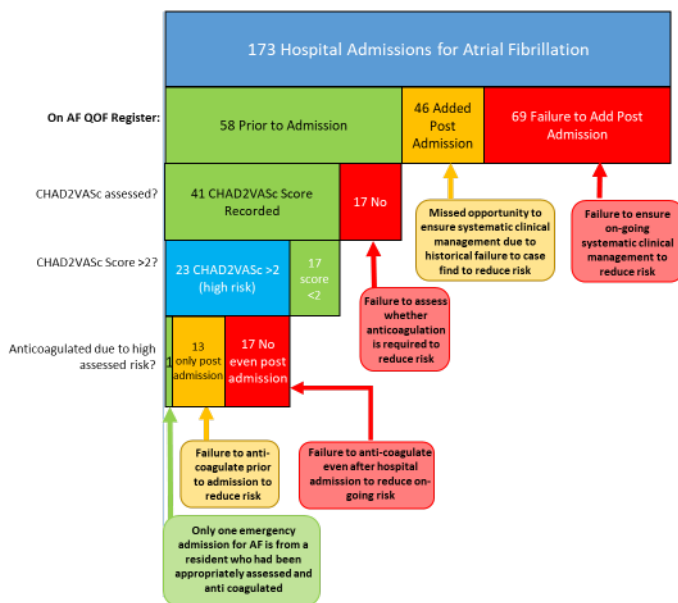 173 Hospital Admissions for Atrial Fibrillation
On AF QOF Register:
58 Prior to Admission
46 Added
Post
Admission
69 Failure to Add Post
Admission
CHAD2VASc assessed?
41 CHAD2VASc Score
Recorded
17 No
Missed opportunity to
ensure systematic clinical
management due to
historical failure to case
find to reduce risk
Failure to ensure
on-going
systematic clinical
management to
reduce risk
CHAD2VASc Score >2?
23 CHAD2VASc >2
(high risk)
17
score
<2
Failure to assess
whether
anticoagulation
is required to
reduce risk
Anticoagulated due to high
assessed risk?
1
13
only post
admission
17 No
even post
admission
Failure to anti-
coagulate prior
to admission to
reduce risk
Failure to anti-coagulate
even after hospital
admission to reduce on-
going risk
Only one emergency
admission for AF is from a
resident who had been
appropriately assessed and
anti coagulated